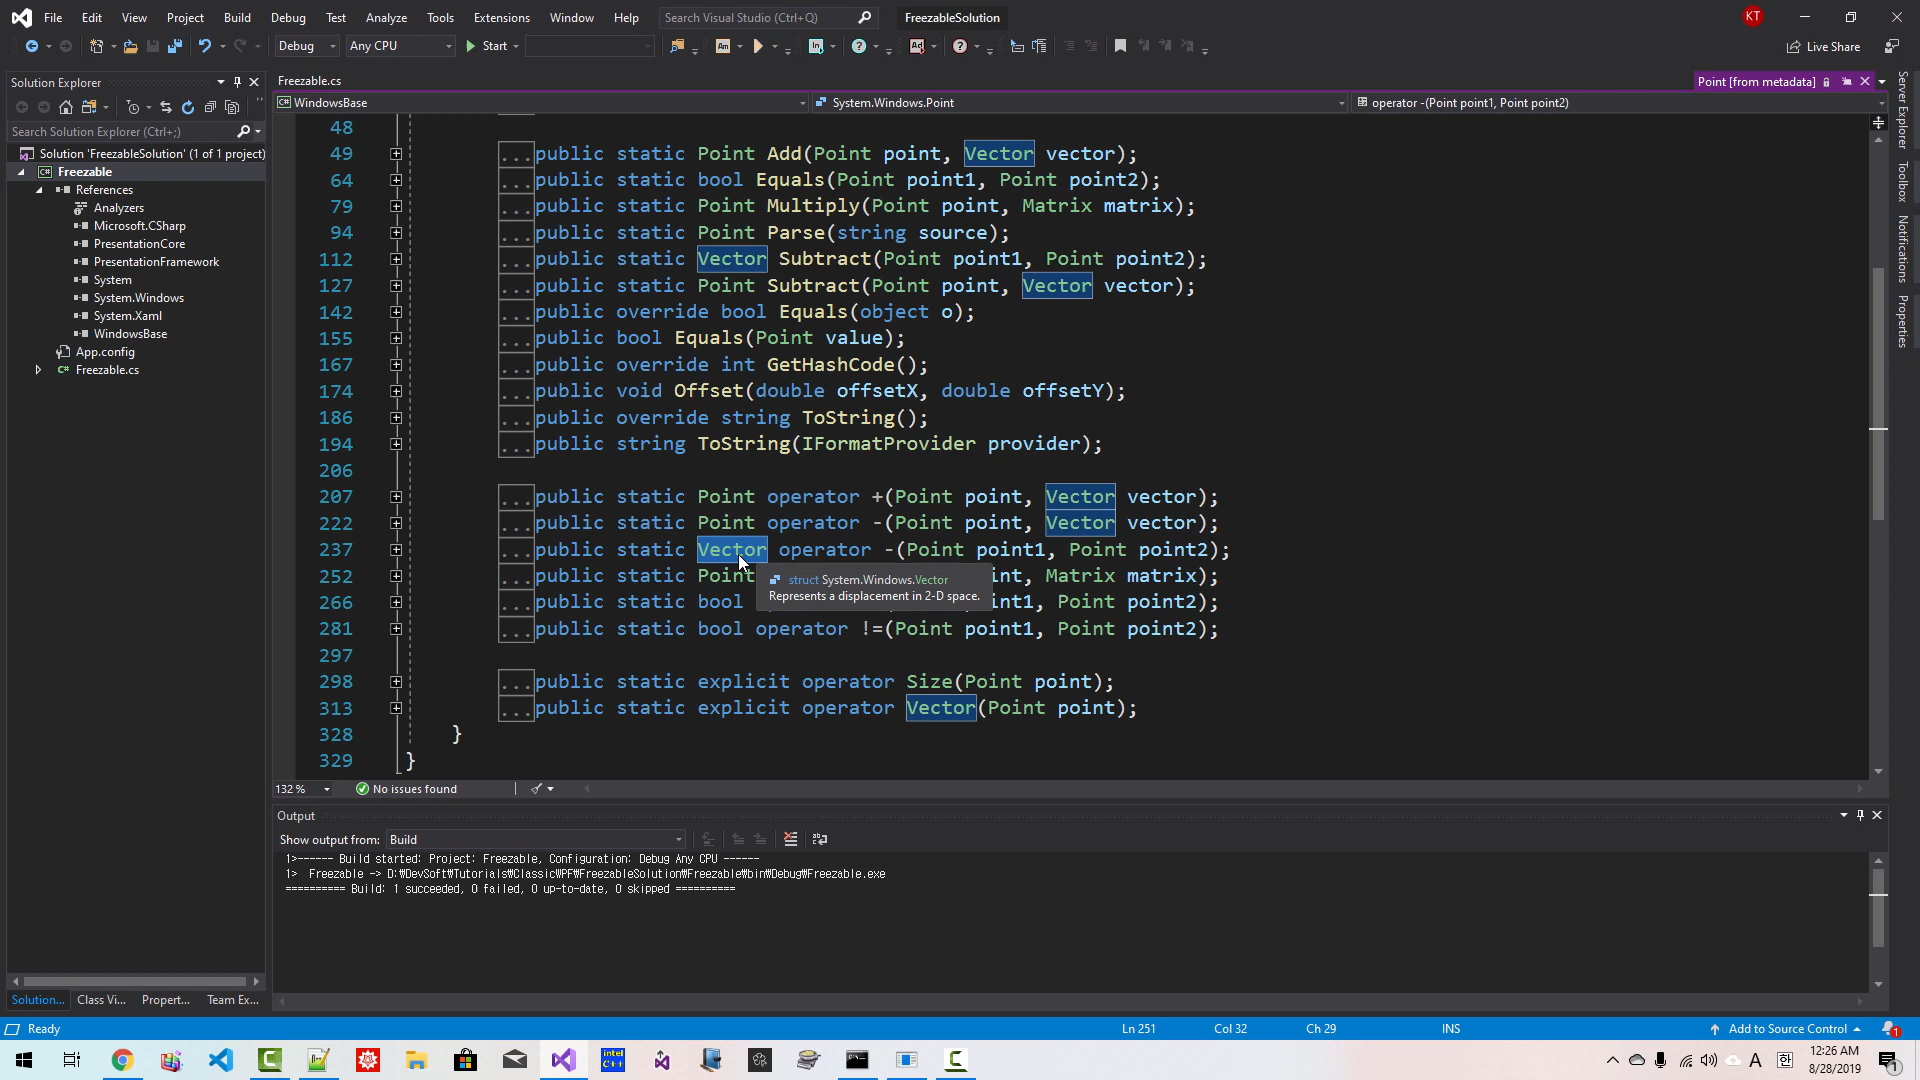 File Edit View Project Build Debug Test Analyze Tools Extensions Window Help Search Visual Studio (Ctrl+Q) FreezableSolution KT
Debug Any CPU Start Live Share
Solution Explorer
Search Solution Explorer (Ctrl+;)
Solution 'FreezableSolution' (1 of 1 project)
Freezable
References
Analyzers
Microsoft.CSharp
PresentationCore
PresentationFramework
System
System.Windows
System.Xaml
WindowsBase
App.config
Freezable.cs
Solution... Class Vi... Propert... Team Ex...
Freezable.cs Point [from metadata]
WindowsBase System.Windows.Point operator -(Point point1, Point point2)
48
49 ...public static Point Add(Point point, Vector vector);
64 ...public static bool Equals(Point point1, Point point2);
79 ...public static Point Multiply(Point point, Matrix matrix);
94 ...public static Point Parse(string source);
112 ...public static Vector Subtract(Point point1, Point point2);
127 ...public static Point Subtract(Point point, Vector vector);
142 ...public override bool Equals(object o);
155 ...public bool Equals(Point value);
167 ...public override int GetHashCode();
174 ...public void Offset(double offsetX, double offsetY);
186 ...public override string ToString();
194 ...public string ToString(IFormatProvider provider);
206
207 ...public static Point operator +(Point point, Vector vector);
222 ...public static Point operator -(Point point, Vector vector);
237 ...public static Vector operator -(Point point1, Point point2);
252 ...public static Point int, Matrix matrix);
struct System.Windows.Vector
Represents a displacement in 2-D space.
266 ...public static bool int1, Point point2);
281 ...public static bool operator !=(Point point1, Point point2);
297
298 ...public static explicit operator Size(Point point);
313 ...public static explicit operator Vector(Point point);
328 }
329 }
132 % No issues found
Output
Show output from: Build
1>------ Build started: Project: Freezable, Configuration: Debug Any CPU ------
1> Freezable -> D:₩DevSoft₩Tutorials₩ClassicWPF₩FreezableSolution₩Freezable₩bin₩Debug₩Freezable.exe
========== Build: 1 succeeded, 0 failed, 0 up-to-date, 0 skipped ==========
Server Explorer
Toolbox
Notifications
Properties
Ready Ln 251 Col 32 Ch 29 INS Add to Source Control 1
intel C++ A 한 12:26 AM
8/28/2019 1